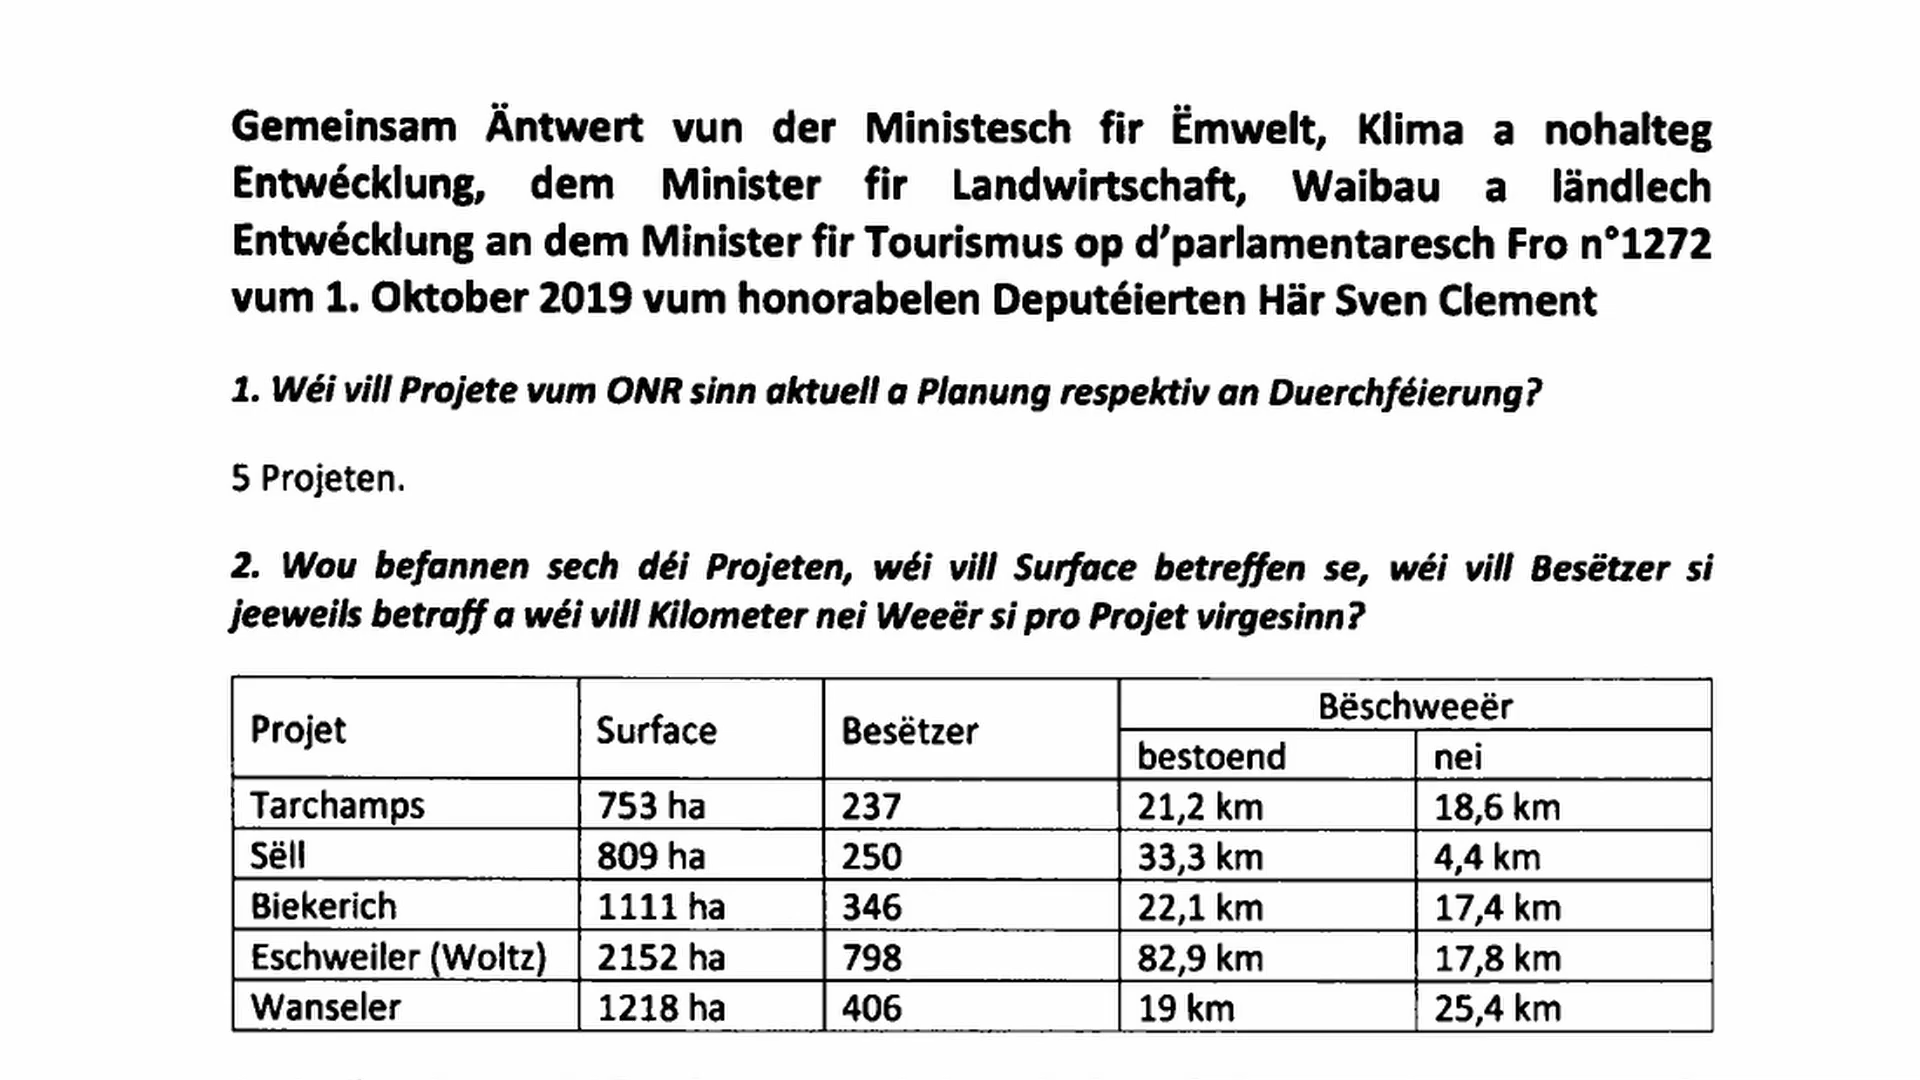 Gemeinsam Äntwert vun der Ministesch fir Ëmwelt, Klima a nohalteg
Entwécklung, dem Minister fir Landwirtschaft, Waibau a ländlech
Entwécklung an dem Minister fir Tourismus op d’parlamentaresch Fro n°1272
vum 1. Oktober 2019 vum honorabelen Deputéierten Här Sven Clement
1. Wéi vill Projete vum ONR sinn aktuell a Planung respektiv an Duerchféierung?
5 Projeten.
2. Wou befannen sech déi Projeten, wéi vill Surface betreffen se, wéi vill Besëtzer si
jeeweils betraff a wéi vill Kilometer nei Weeër si pro Projet virgesinn?
Projet Surface Besëtzer Bëschweeër
bestoend nei
Tarchamps 753 ha 237 21,2 km 18,6 km
Sëll 809 ha 250 33,3 km 4,4 km
Biekerich 1111 ha 346 22,1 km 17,4 km
Eschweiler (Woltz) 2152 ha 798 82,9 km 17,8 km
Wanseler 1218 ha 406 19 km 25,4 km